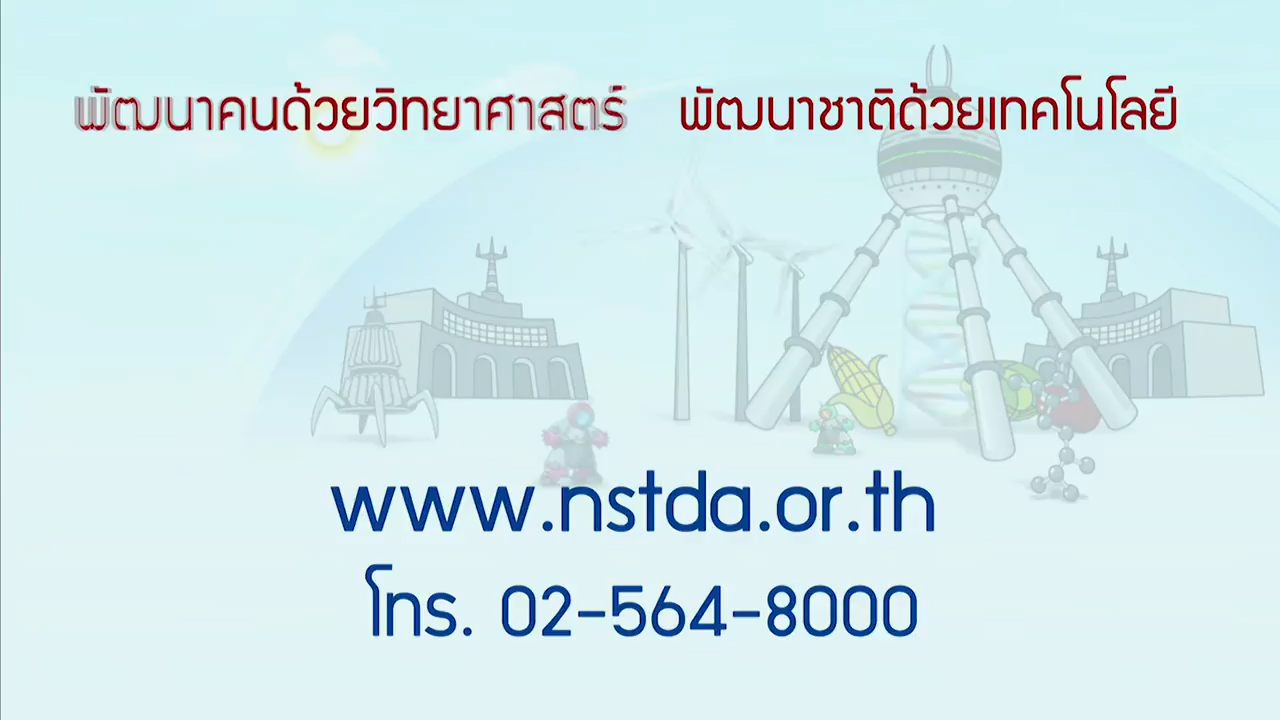 พัฒนาคนด้วยวิทยาศาสตร์ พัฒนาชาติด้วยเทคโนโลยี
www.nstda.or.th
โทร. 02-564-8000